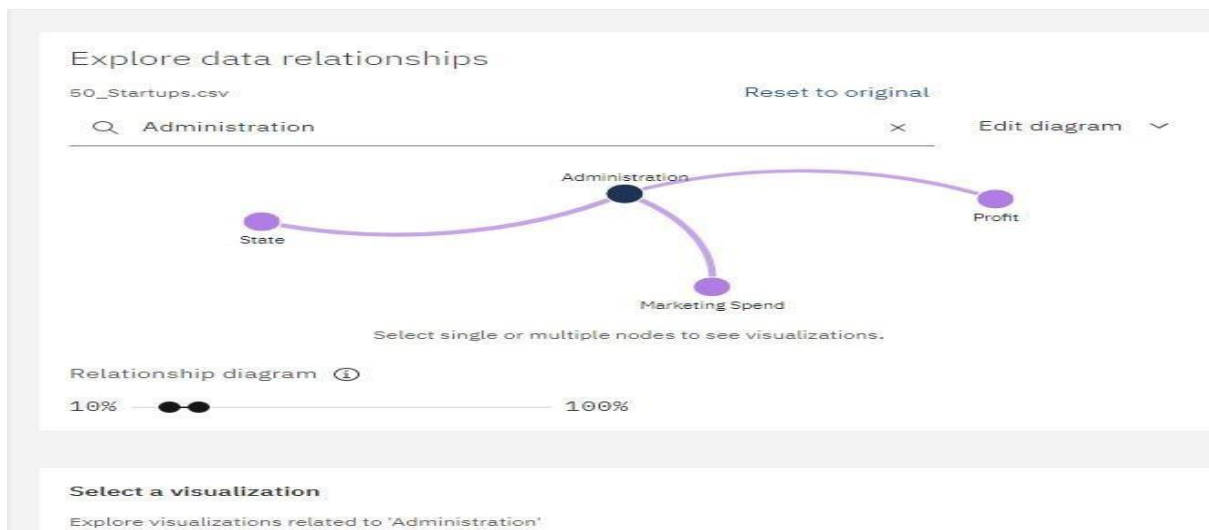 Explore data relationships
50_Startups.csv
Reset to original
Administration
×
Edit diagram
Administration
Profit
State
Marketing Spend
Select single or multiple nodes to see visualizations.
Relationship diagram
10%
100%
Select a visualization
Explore visualizations related to 'Administration'